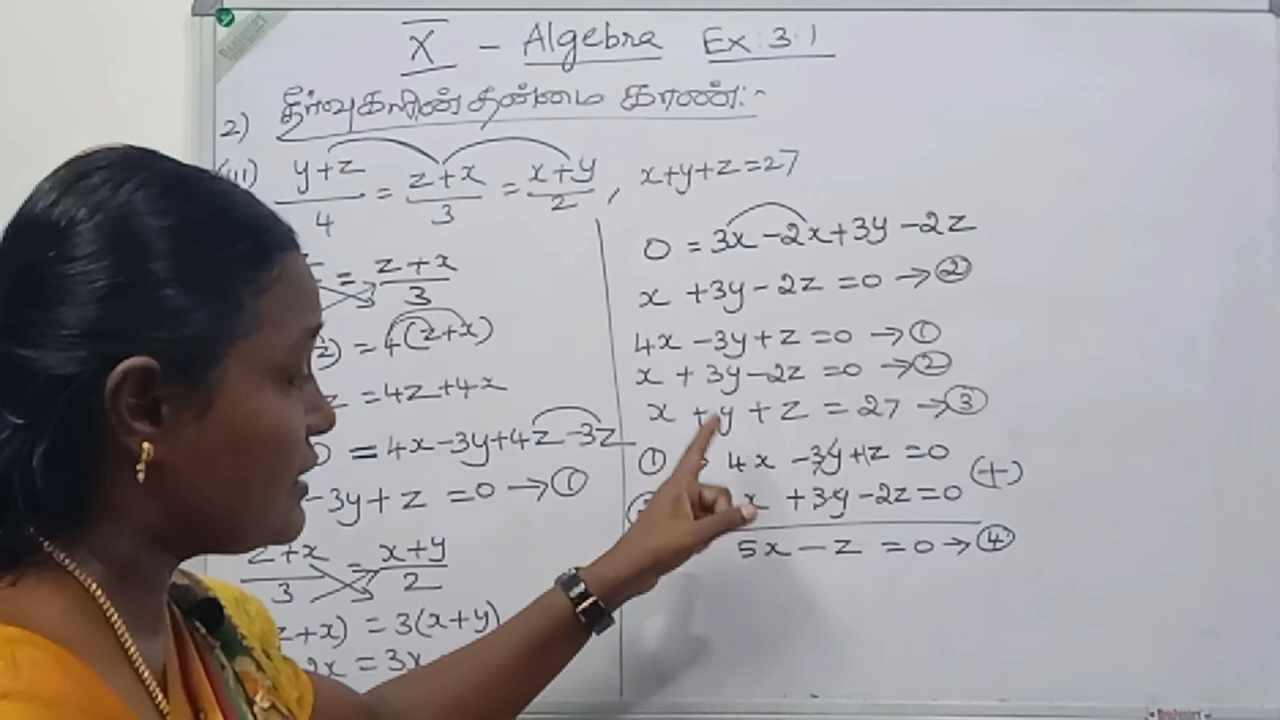 X - Algebra Ex: 3.1
2) தீர்வுகளின் தன்மை காண்:-
(iii) y+z/4 = z+x/3 = x+y/2 , x+y+z=27
= z+x/3
z) = 4(z+x)
z = 4z+4x
0 = 4x-3y+4z-3z
-3y+z = 0 → ①
z+x/3 = x+y/2
z+x) = 3(x+y)
2x = 3x
0 = 3x-2x+3y-2z
x +3y-2z = 0 → ②
4x -3y+z = 0 → ①
x + 3y-2z = 0 → ②
x + y + z = 27 → ③
① 4x -3y+z = 0
x +3y-2z=0 (+)
5x - z = 0 → ④